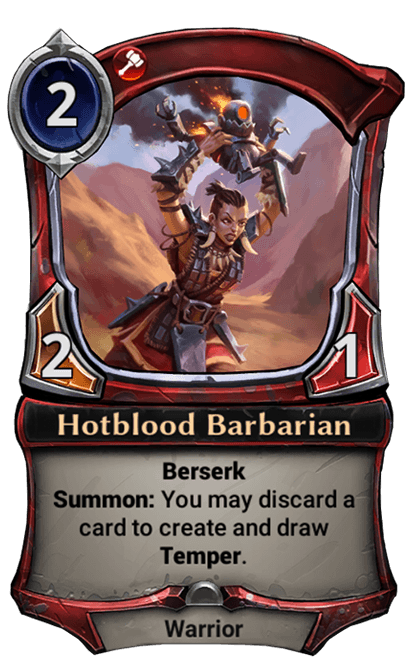 2
2
1
Hotblood Barbarian
Berserk
Summon: You may discard a
card to create and draw
Temper.
Warrior